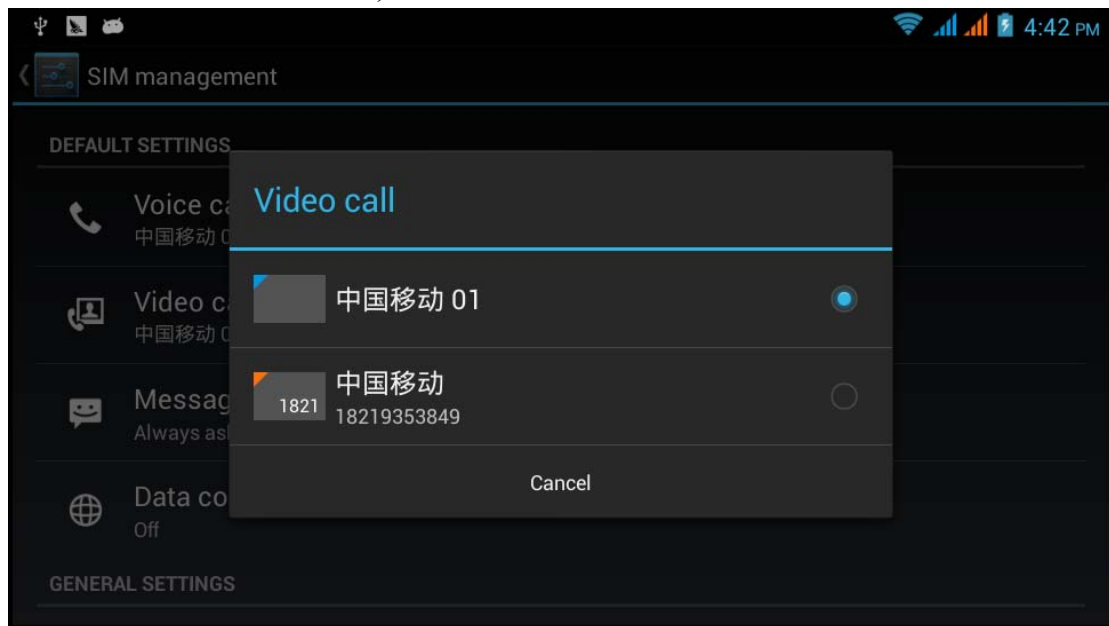 4:42 PM
SIM management
DEFAULT SETTINGS
Voice ca
中国移动 0
Video ca
中国移动 0
Messag
Always as
Data co
Off
GENERAL SETTINGS
Video call
中国移动 01
1821
中国移动
18219353849
Cancel